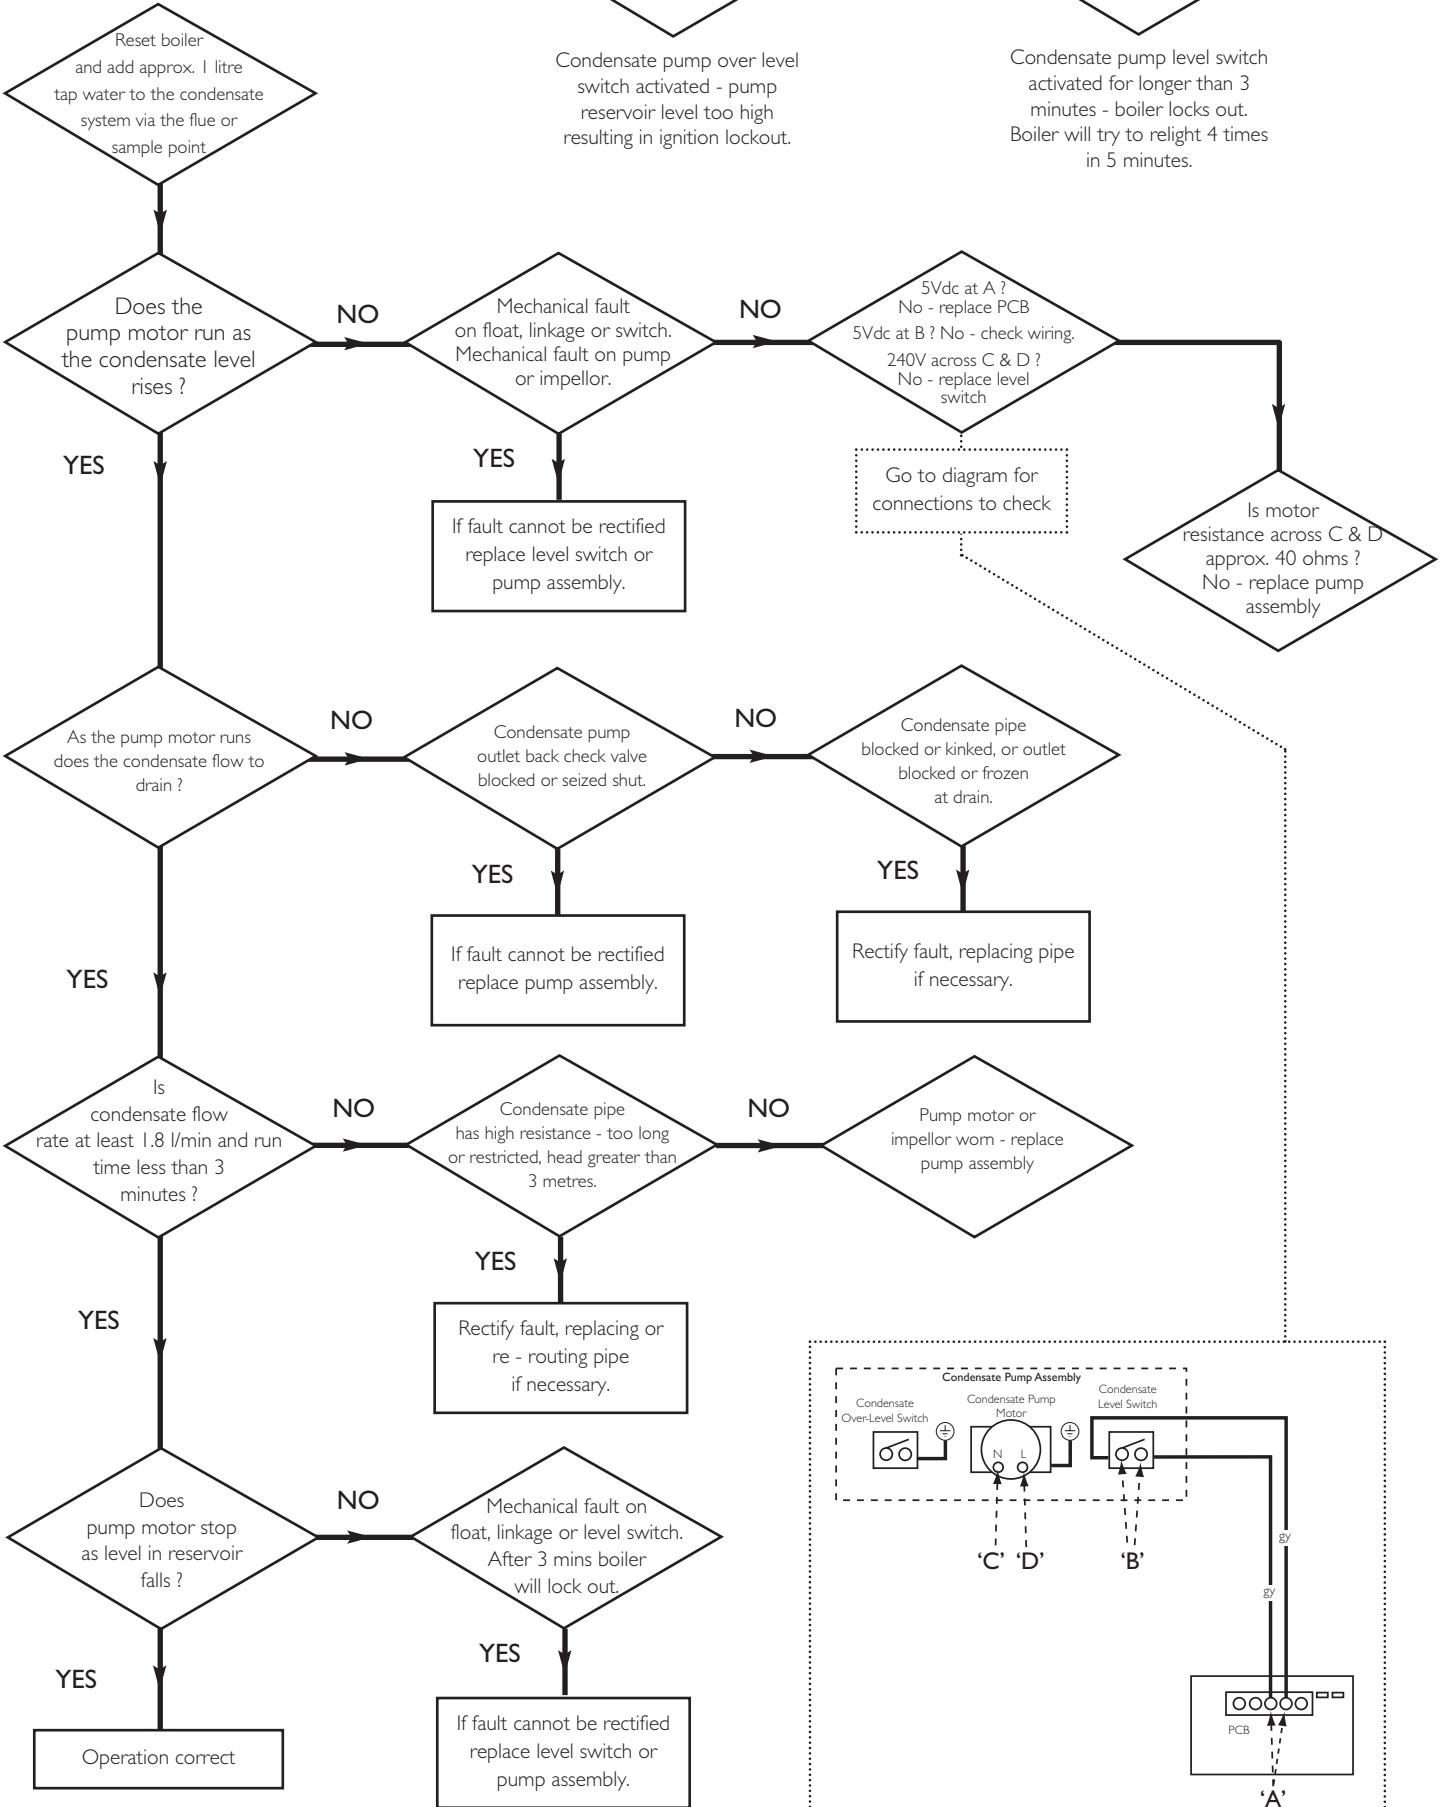 Reset boiler
and add approx. 1 litre
tap water to the condensate
system via the flue or
sample point
Condensate pump over level
switch activated - pump
reservoir level too high
resulting in ignition lockout.
Condensate pump level switch
activated for longer than 3
minutes - boiler locks out.
Boiler will try to relight 4 times
in 5 minutes.
Does the
pump motor run as
the condensate level
rises ?
NO
Mechanical fault
on float, linkage or switch.
Mechanical fault on pump
or impellor.
NO
5Vdc at A ?
No - replace PCB
5Vdc at B ? No - check wiring.
240V across C & D ?
No - replace level
switch
YES
YES
If fault cannot be rectified
replace level switch or
pump assembly.
Go to diagram for
connections to check
Is motor
resistance across C & D
approx. 40 ohms ?
No - replace pump
assembly
As the pump motor runs
does the condensate flow to
drain ?
NO
Condensate pump
outlet back check valve
blocked or seized shut.
NO
Condensate pipe
blocked or kinked, or outlet
blocked or frozen
at drain.
YES
YES
YES
If fault cannot be rectified
replace pump assembly.
Rectify fault, replacing pipe
if necessary.
Is
condensate flow
rate at least 1.8 l/min and run
time less than 3
minutes ?
NO
Condensate pipe
has high resistance - too long
or restricted, head greater than
3 metres.
NO
Pump motor or
impellor worn - replace
pump assembly
YES
YES
Rectify fault, replacing or
re - routing pipe
if necessary.
Does
pump motor stop
as level in reservoir
falls ?
NO
Mechanical fault on
float, linkage or level switch.
After 3 mins boiler
will lock out.
YES
YES
Operation correct
If fault cannot be rectified
replace level switch or
pump assembly.
Condensate Pump Assembly
Condensate
Over-Level Switch
Condensate Pump
Motor
Condensate
Level Switch
N L
'C' 'D'
'B'
gy
gy
PCB
'A'